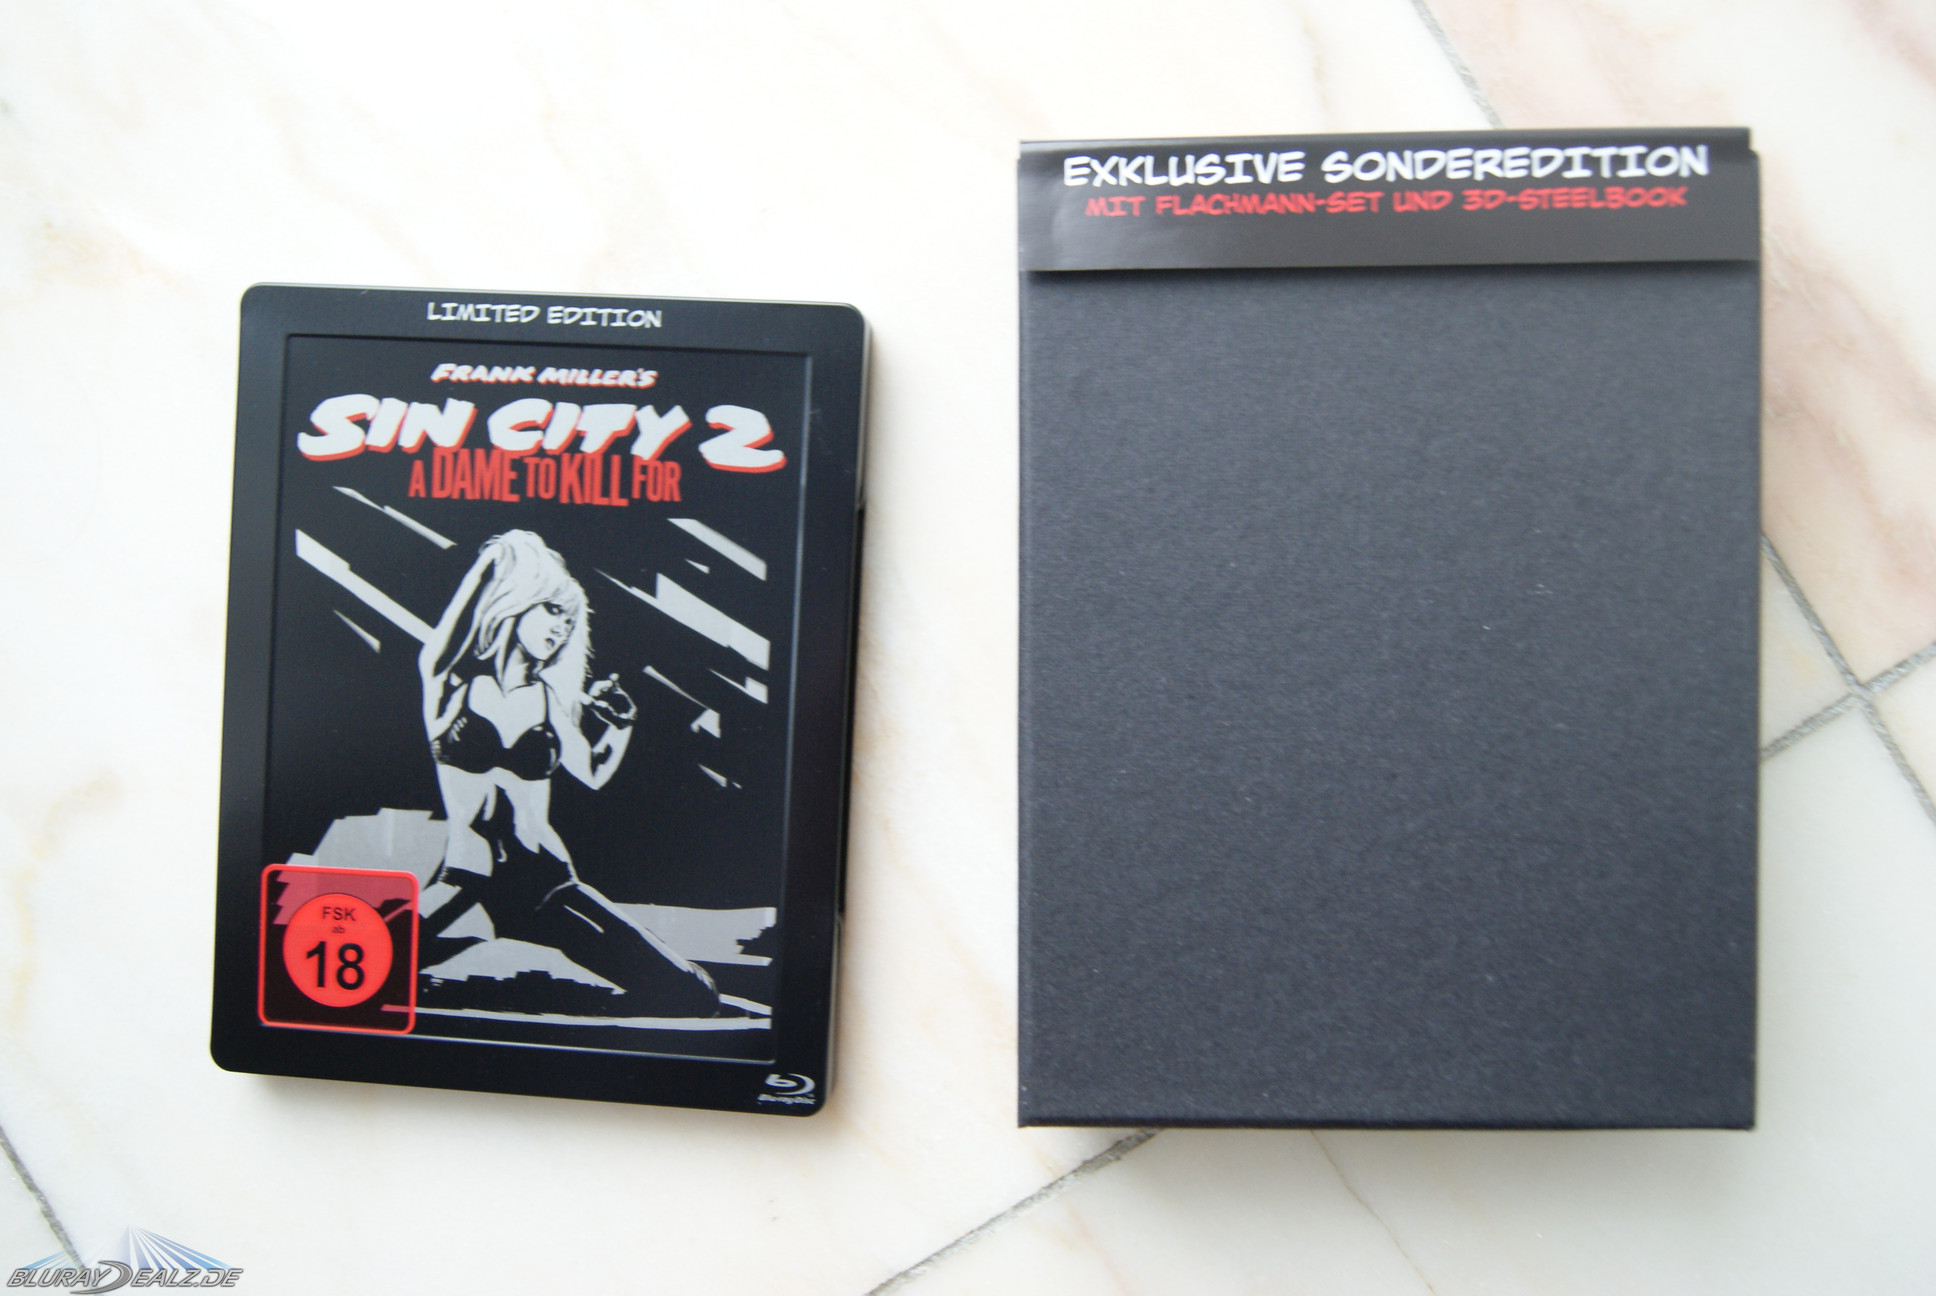 LIMITED EDITION
FRANK MILLER'S
SIN CITY 2
A DAME TO KILL FOR
FSK
ab
18
Blu-ray Disc
EXKLUSIVE SONDEREDITION
MIT FLACHMANN-SET UND 3D-STEELBOOK
BLURAYDEALZ.DE